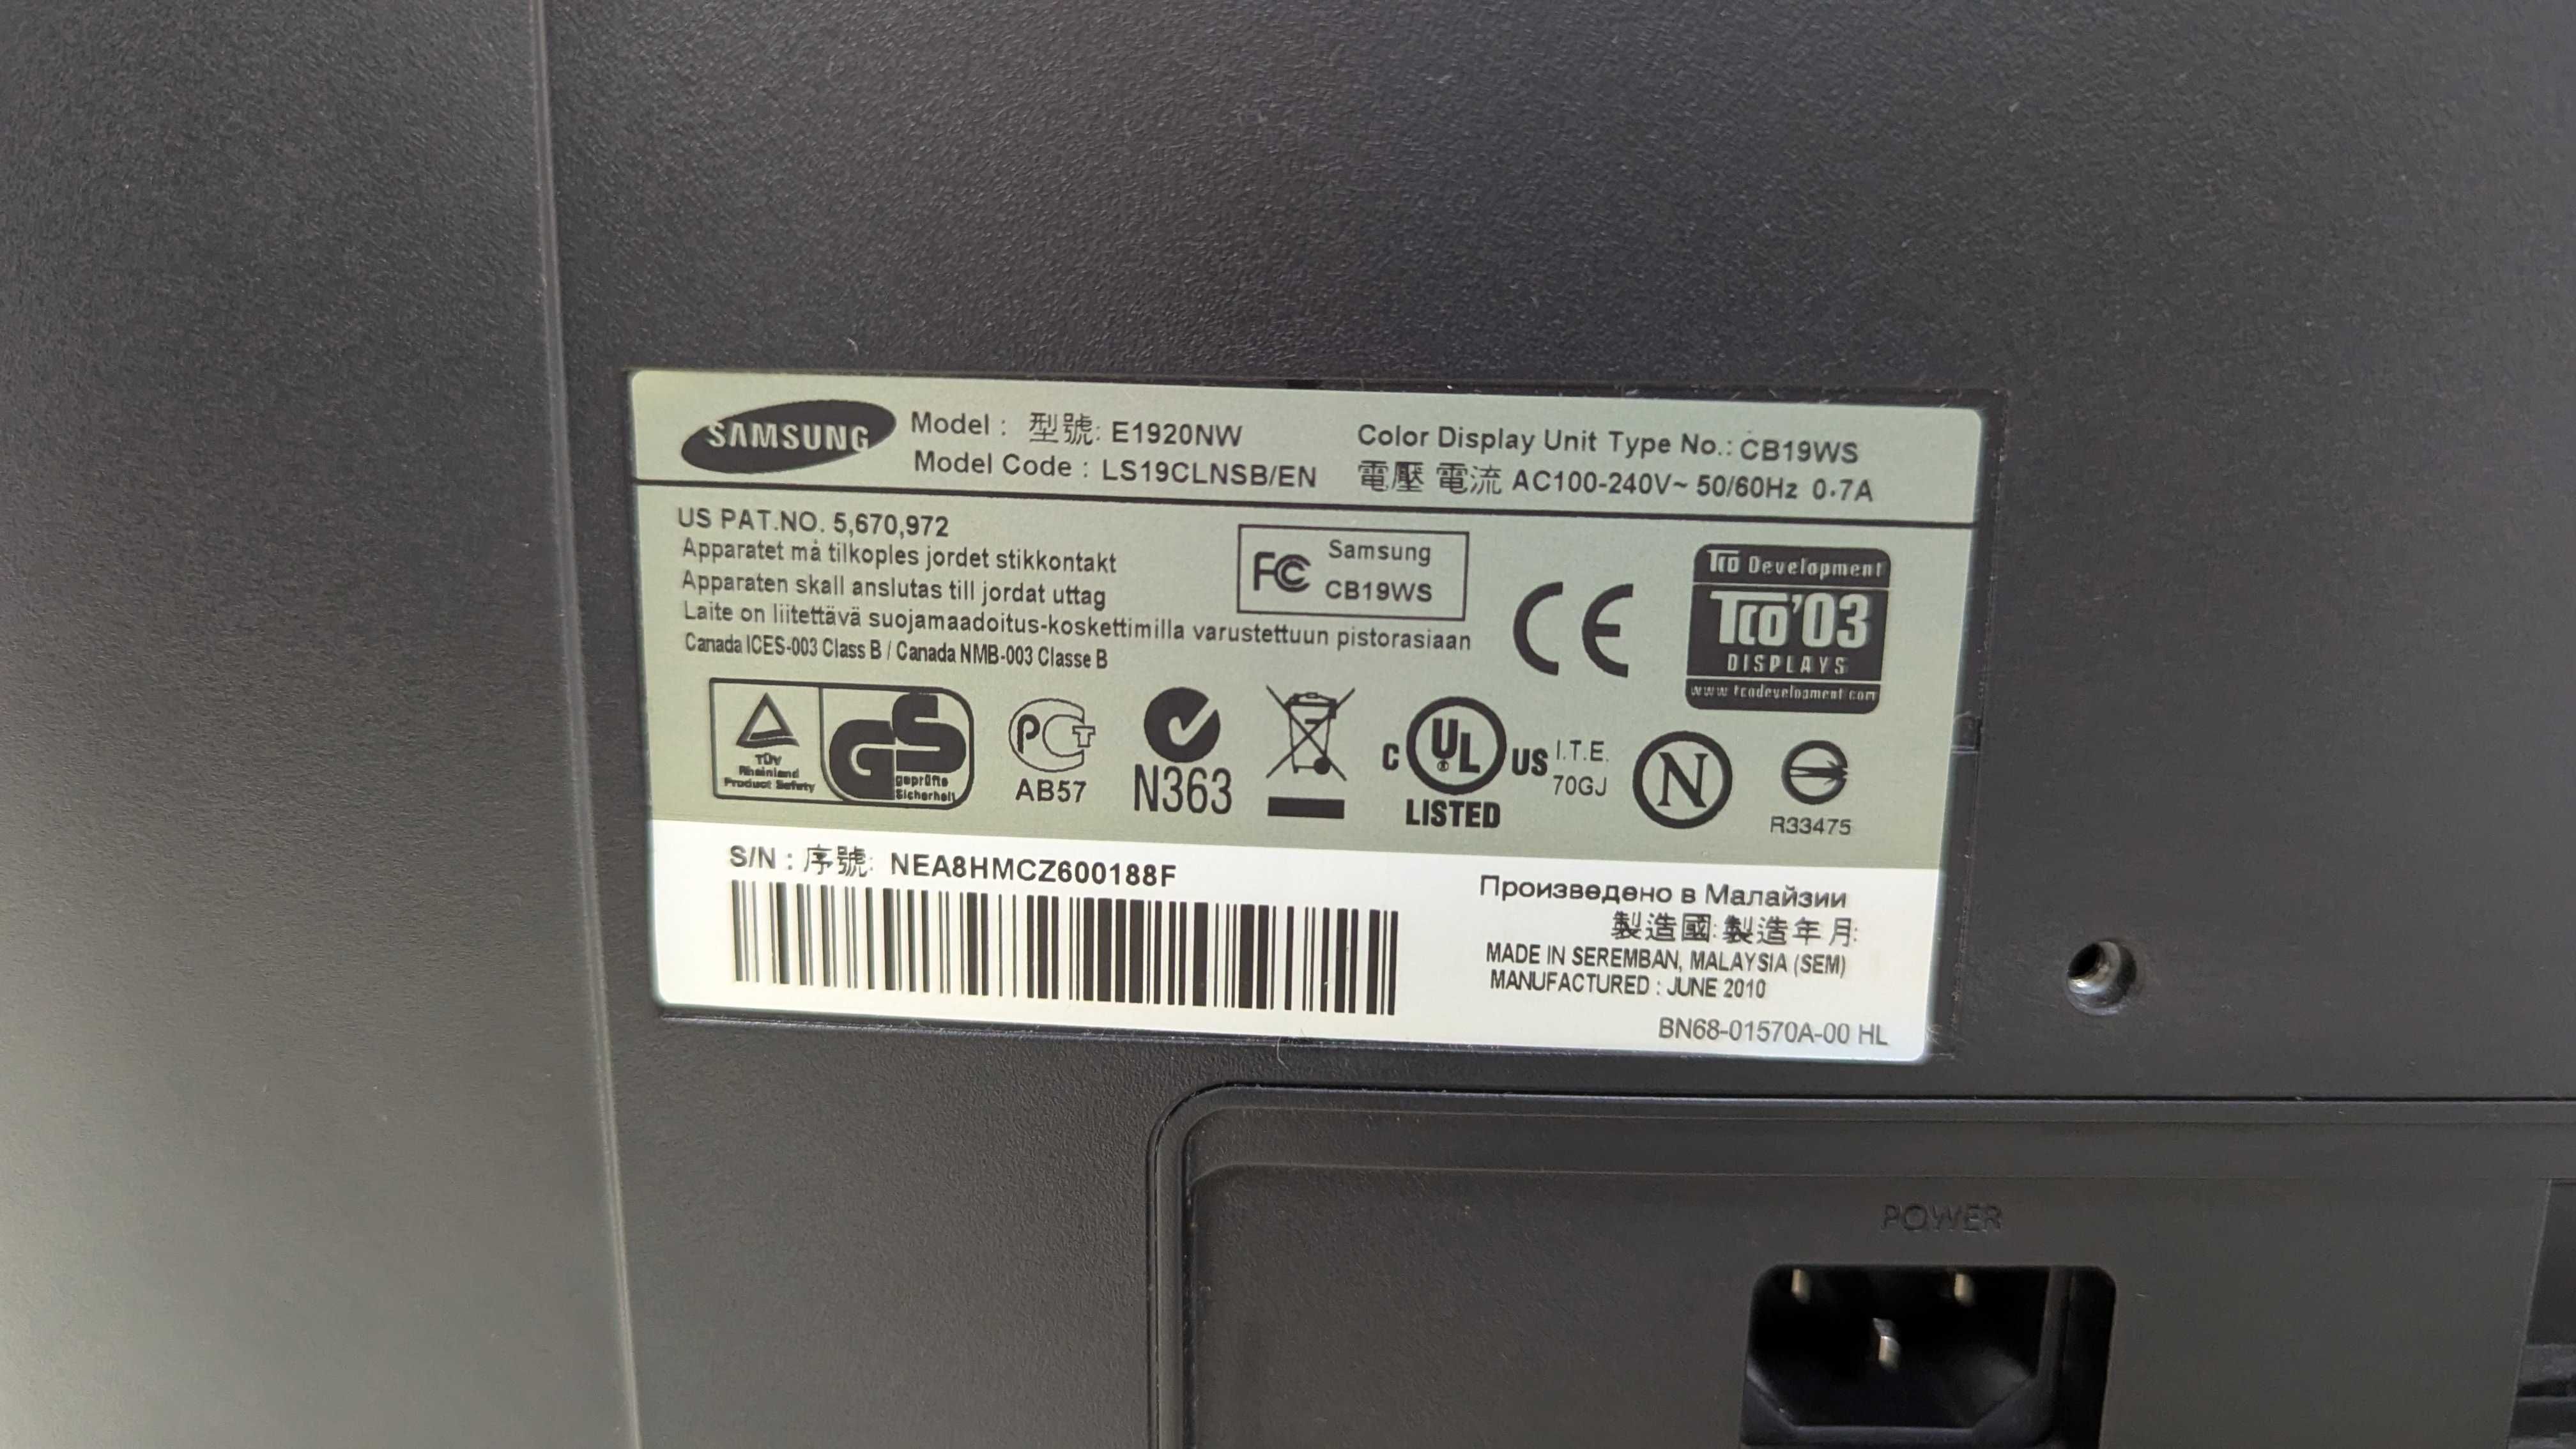 SAMSUNG
Model : 型號: E1920NW
Model Code : LS19CLNSB/EN
Color Display Unit Type No.: CB19WS
電壓 電流 AC100-240V~ 50/60Hz 0.7A
US PAT.NO. 5,670,972
Apparatet må tilkoples jordet stikkontakt
Apparaten skall anslutas till jordat uttag
Laite on liitettävä suojamaadoitus-koskettimilla varustettuun pistorasiaan
Canada ICES-003 Class B / Canada NMB-003 Classe B
FC Samsung
CB19WS
CE
TCO Development
TCO'03
DISPLAYS
www.tcodevelopment.com
TÜV
Rheinland
Product Safety
GS
geprüfte
Sicherheit
PCT
AB57
N363
C UL US
LISTED
I.T.E.
70GJ
N
R33475
S/N : 序號: NEA8HMCZ600188F
Произведено в Малайзии
製造國: 製造年月:
MADE IN SEREMBAN, MALAYSIA (SEM)
MANUFACTURED : JUNE 2010
BN68-01570A-00 HL
POWER